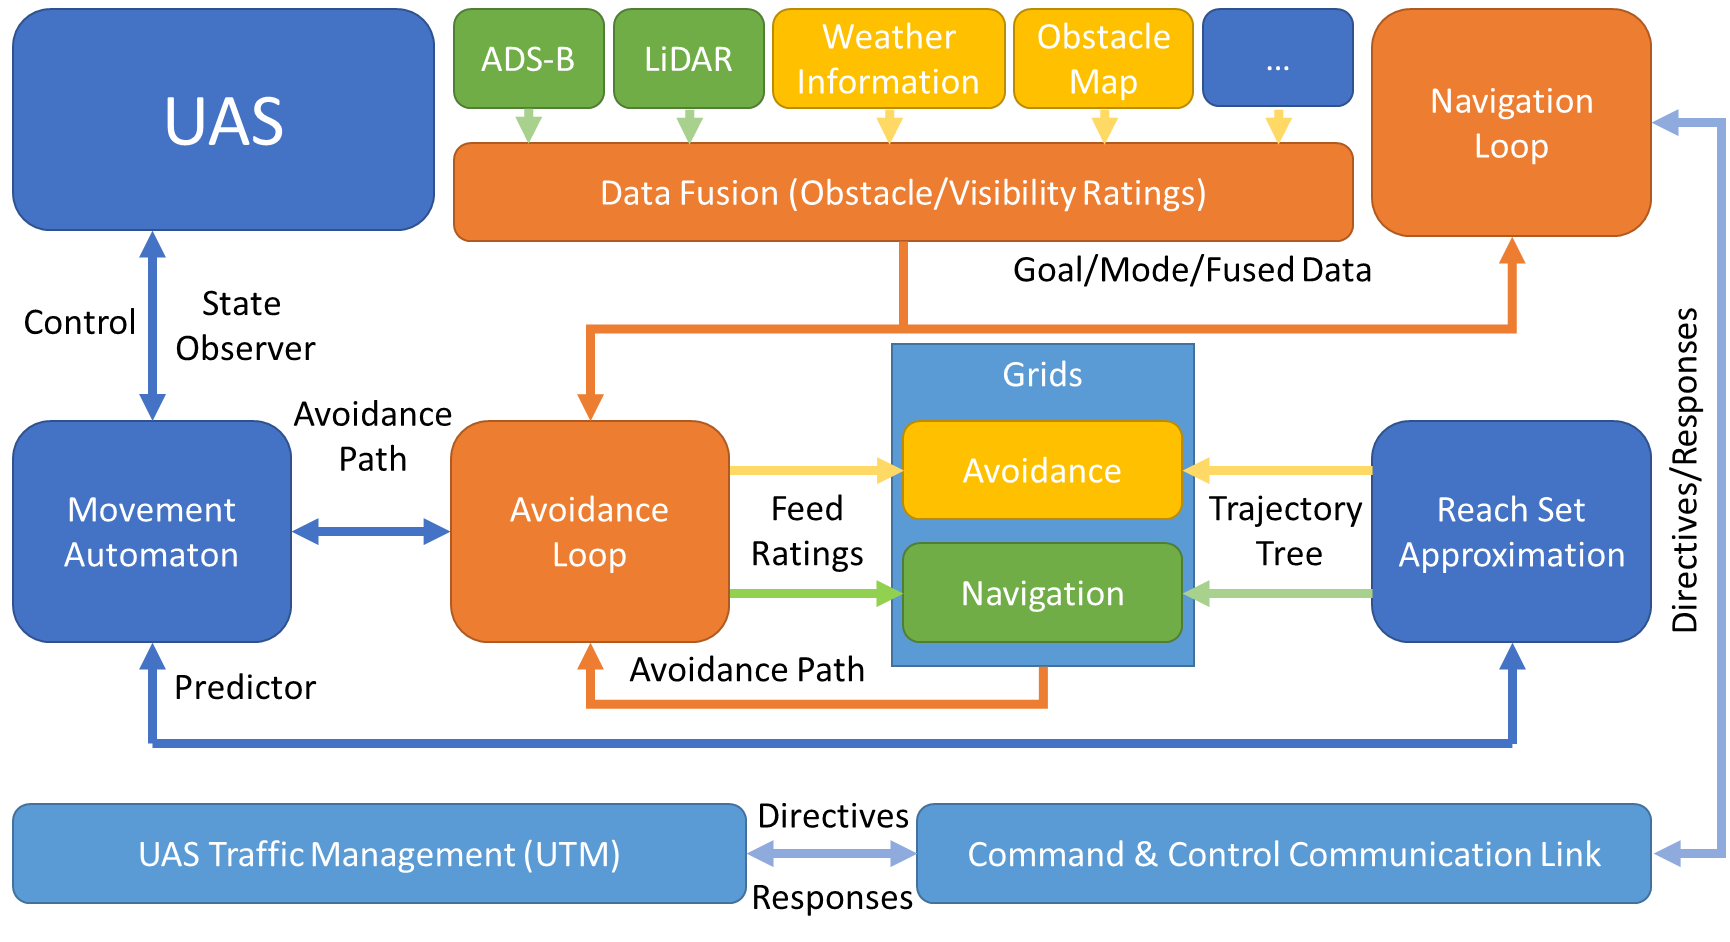 UAS
ADS-B
LiDAR
Weather
Information
Obstacle
Map
...
Navigation
Loop
Data Fusion (Obstacle/Visibility Ratings)
Goal/Mode/Fused Data
Control
State
Observer
Directives/Responses
Grids
Avoidance
Path
Movement
Automaton
Avoidance
Loop
Feed
Ratings
Avoidance
Navigation
Trajectory
Tree
Reach Set
Approximation
Avoidance Path
Predictor
UAS Traffic Management (UTM)
Directives
Responses
Command & Control Communication Link